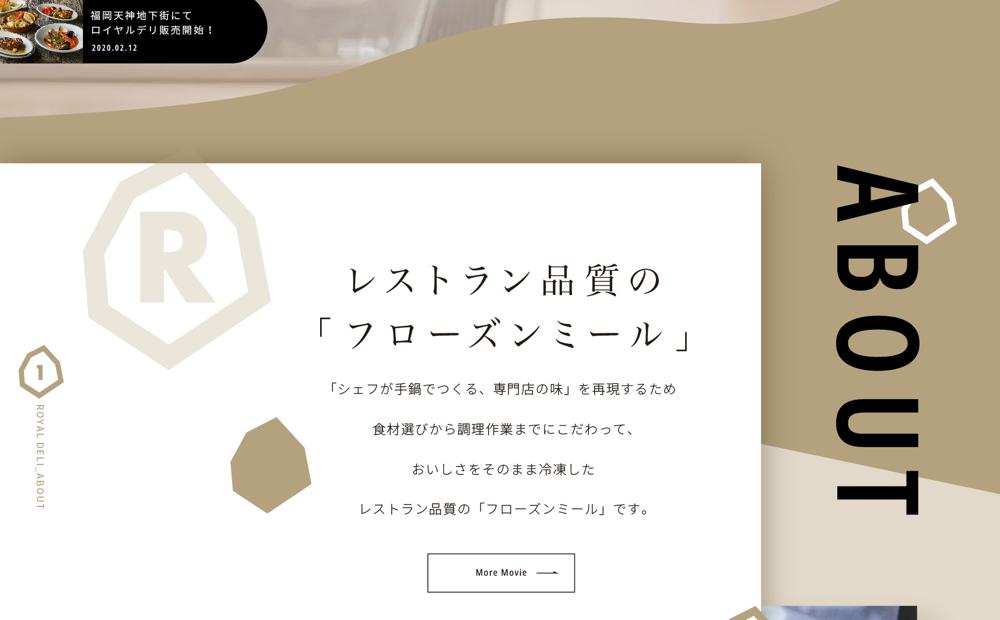 福岡天神地下街にて
ロイヤルデリ販売開始！
2020.02.12
R
ABOUT
レストラン品質の
「フローズンミール」
1
ROYAL DELI_ABOUT
「シェフが手鍋でつくる、専門店の味」を再現するため
食材選びから調理作業までにこだわって、
おいしさをそのまま冷凍した
レストラン品質の「フローズンミール」です。
More Movie